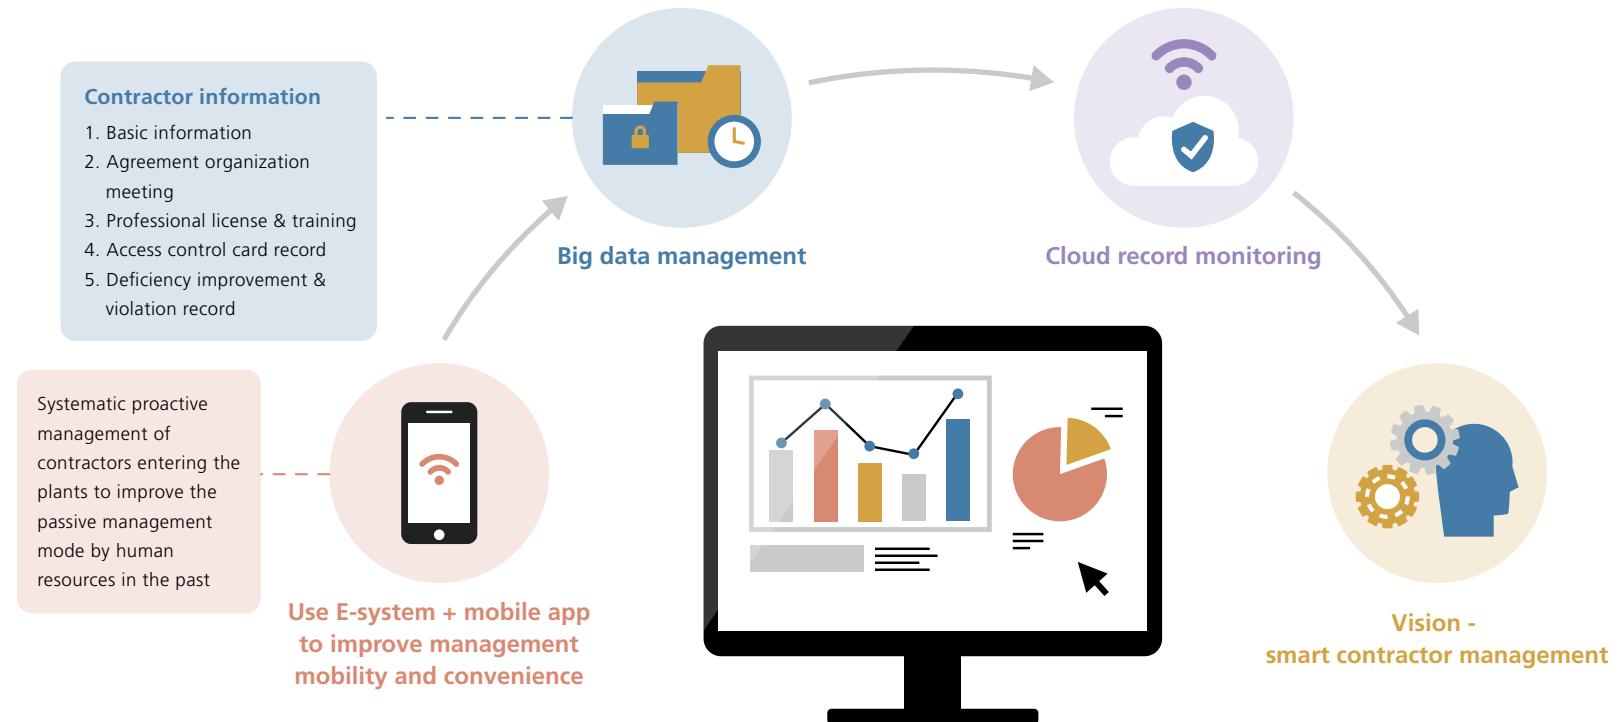 Contractor information
1. Basic information
2. Agreement organization
meeting
3. Professional license & training
4. Access control card record
5. Deficiency improvement &
violation record
Big data management
Cloud record monitoring
Systematic proactive
management of
contractors entering the
plants to improve the
passive management
mode by human
resources in the past
Use E-system + mobile app
to improve management
mobility and convenience
Vision -
smart contractor management